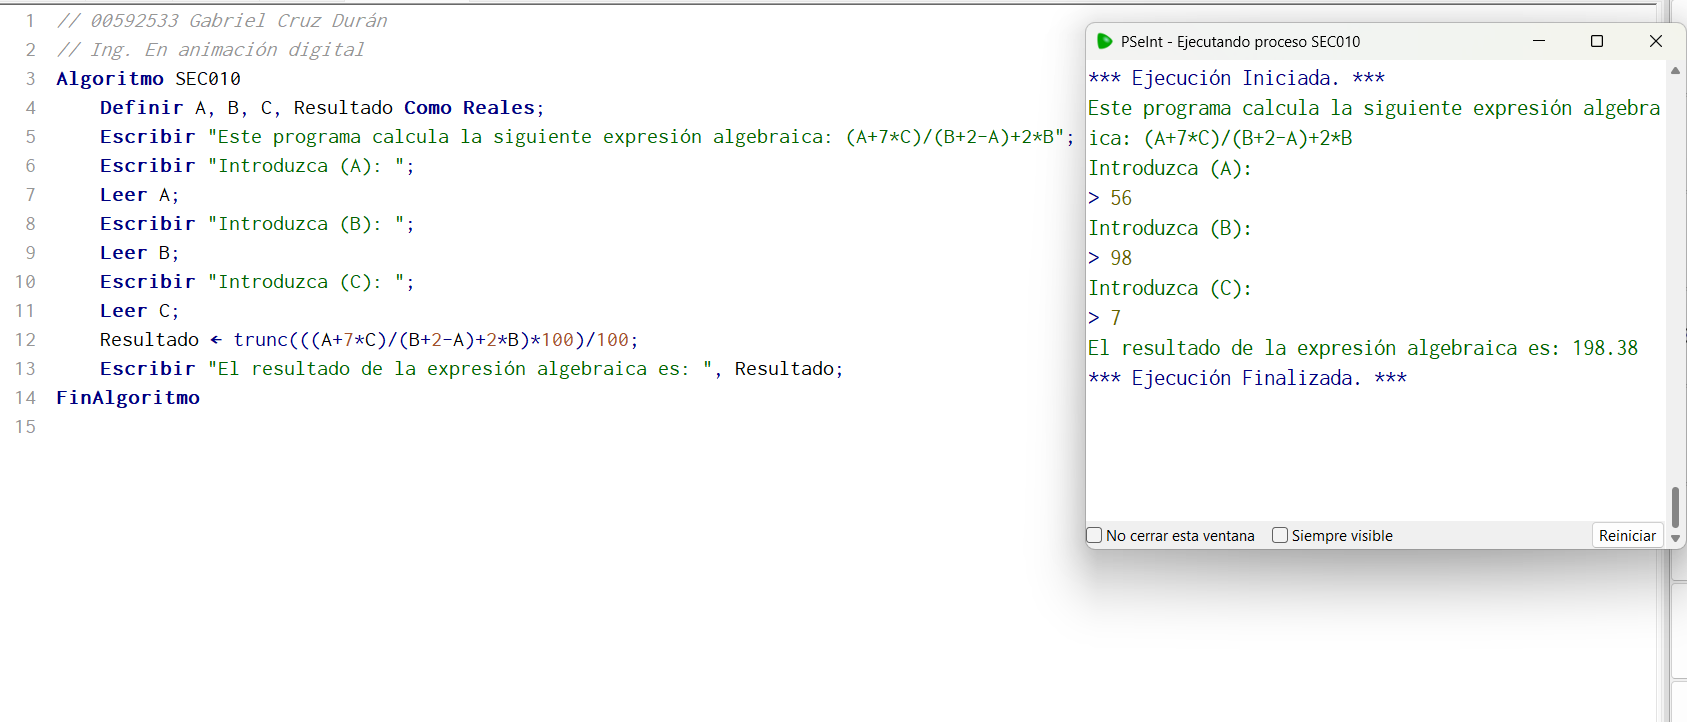 1 // 00592533 Gabriel Cruz Durán
2 // Ing. En animación digital
3 Algoritmo SEC010
4 Definir A, B, C, Resultado Como Reales;
5 Escribir "Este programa calcula la siguiente expresión algebraica: (A+7*C)/(B+2-A)+2*B";
6 Escribir "Introduzca (A): ";
7 Leer A;
8 Escribir "Introduzca (B): ";
9 Leer B;
10 Escribir "Introduzca (C): ";
11 Leer C;
12 Resultado ← trunc(((A+7*C)/(B+2-A)+2*B)*100)/100;
13 Escribir "El resultado de la expresión algebraica es: ", Resultado;
14 FinAlgoritmo
15
PSeInt - Ejecutando proceso SEC010
*** Ejecución Iniciada. ***
Este programa calcula la siguiente expresión algebra
ica: (A+7*C)/(B+2-A)+2*B
Introduzca (A):
> 56
Introduzca (B):
> 98
Introduzca (C):
> 7
El resultado de la expresión algebraica es: 198.38
*** Ejecución Finalizada. ***
No cerrar esta ventana Siempre visible Reiniciar